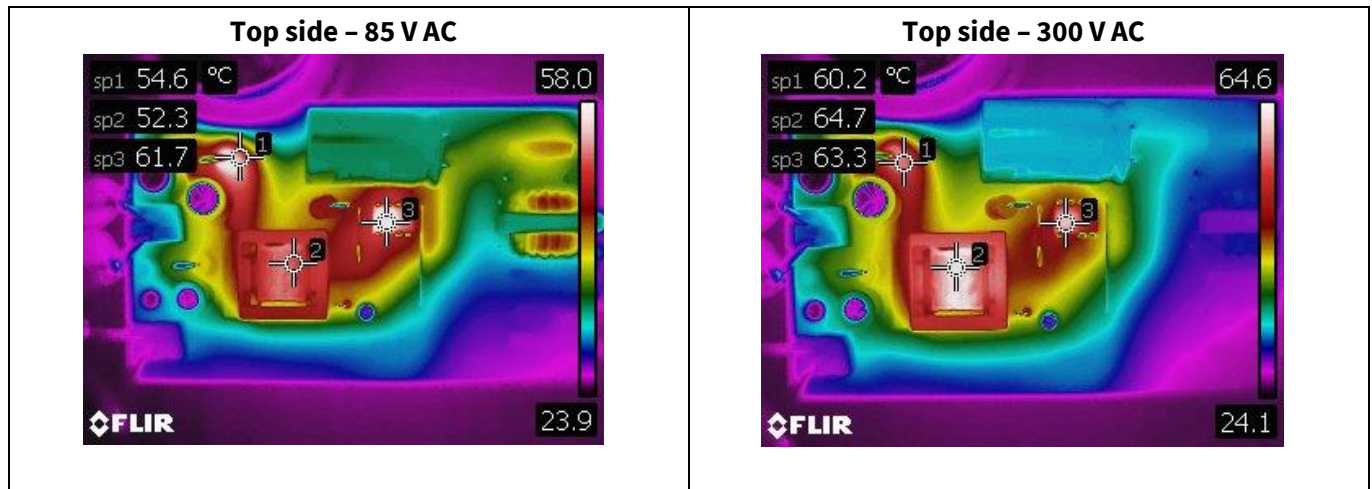 Top side – 85 V AC
sp1 54.6 °C
58.0
sp2 52.3
sp3 61.7
1
3
2
FLIR
23.9
Top side – 300 V AC
sp1 60.2 °C
64.6
sp2 64.7
sp3 63.3
1
3
2
FLIR
24.1